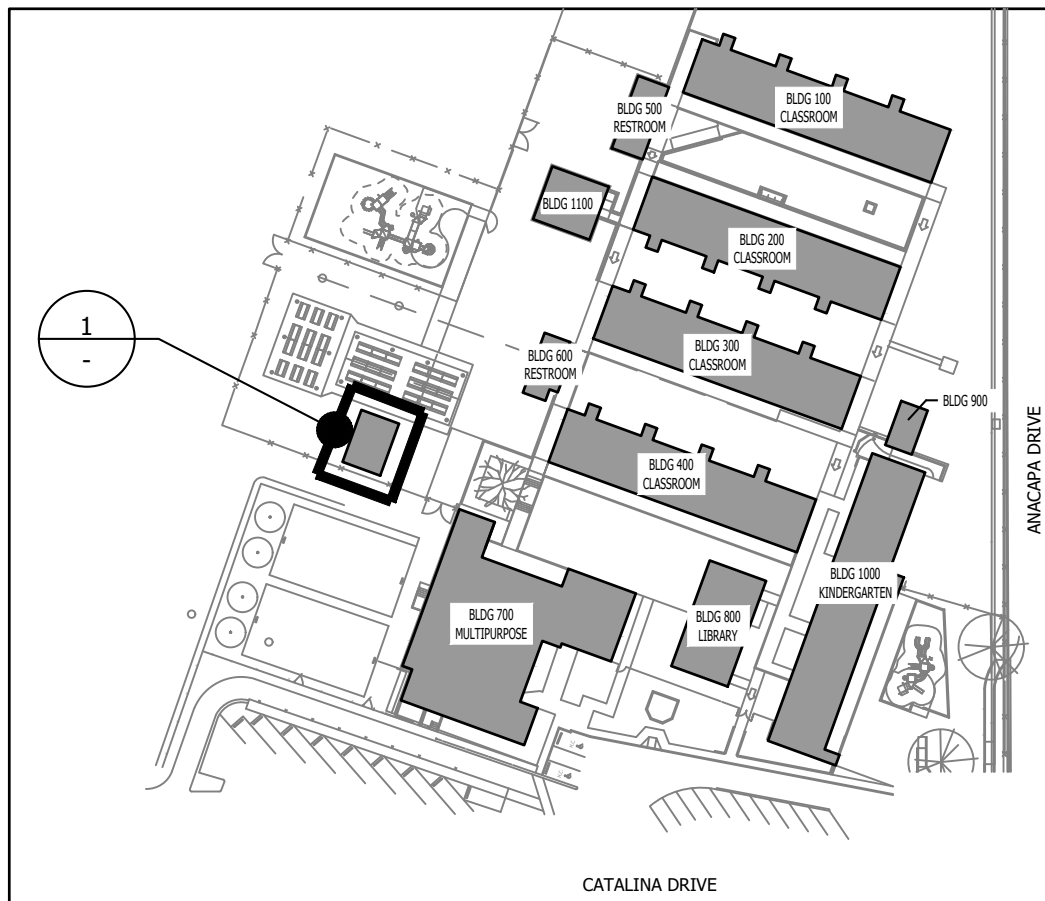 BLDG 100
CLASSROOM
BLDG 500
RESTROOM
BLDG 1100
BLDG 200
CLASSROOM
1
-
BLDG 300
CLASSROOM
BLDG 600
RESTROOM
BLDG 900
BLDG 400
CLASSROOM
ANACAPA DRIVE
BLDG 1000
KINDERGARTEN
BLDG 700
MULTIPURPOSE
BLDG 800
LIBRARY
CATALINA DRIVE